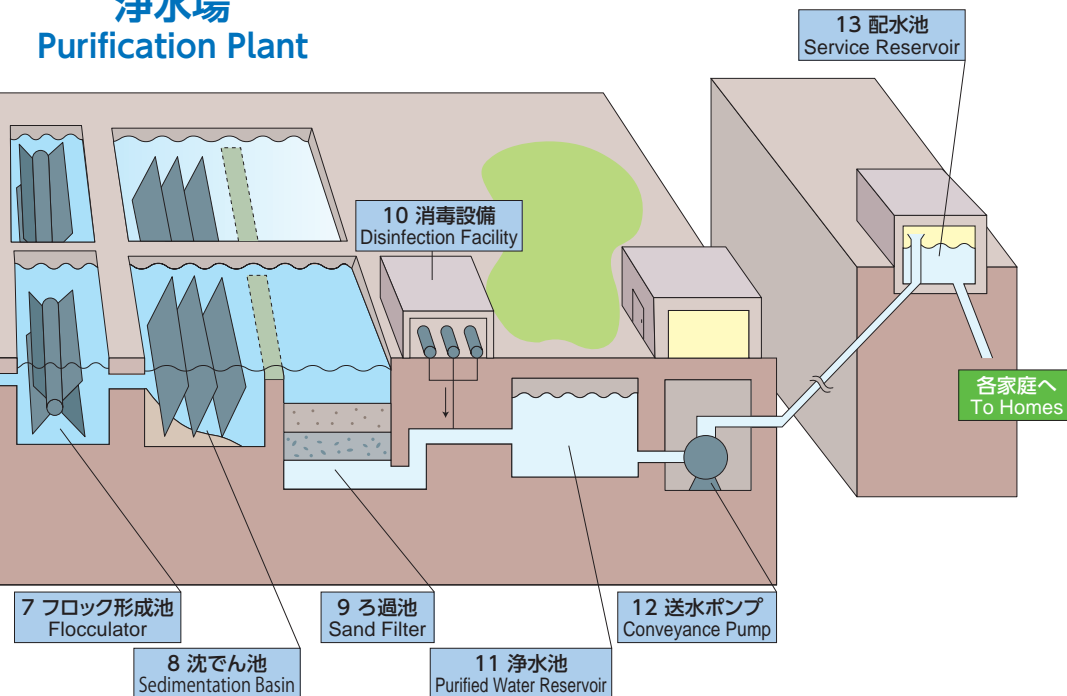 浄水場
Purification Plant
13 配水池
Service Reservoir
10 消毒設備
Disinfection Facility
各家庭へ
To Homes
7 フロック形成池
Flocculator
8 沈でん池
Sedimentation Basin
9 ろ過池
Sand Filter
11 浄水池
Purified Water Reservoir
12 送水ポンプ
Conveyance Pump